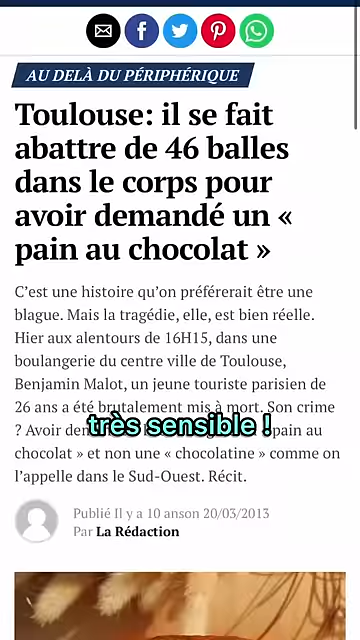 AU DELÀ DU PÉRIPHÉRIQUE
Toulouse: il se fait
abattre de 46 balles
dans le corps pour
avoir demandé un «
pain au chocolat »
C’est une histoire qu’on préférerait être une
blague. Mais la tragédie, elle, est bien réelle.
Hier aux alentours de 16H15, dans une
boulangerie du centre ville de Toulouse,
Benjamin Malot, un jeune touriste parisien de
26 ans a été brutalement mis à mort. Son crime
? Avoir pain au
très sensible !
chocolat » et non une « chocolatine » comme on
l’appelle dans le Sud-Ouest. Récit.
Publié Il y a 10 anson 20/03/2013
Par La Rédaction